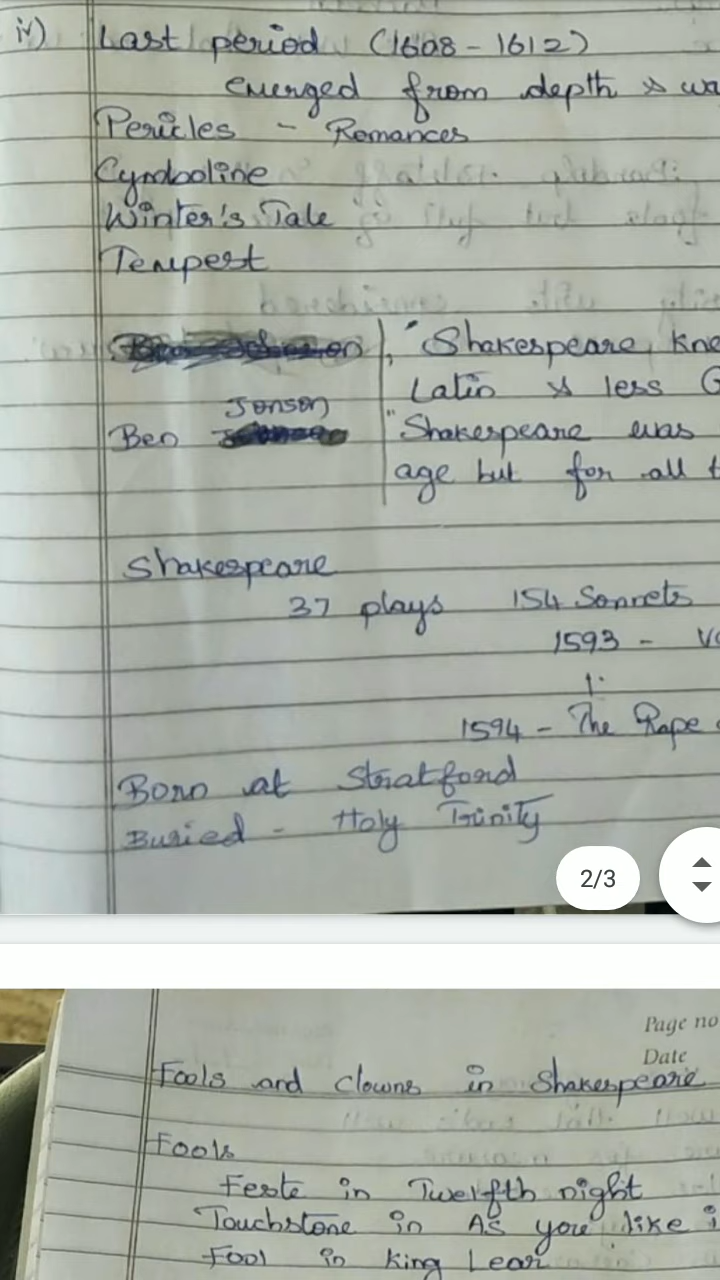 iv) Last period (1608 - 1612)
emerged from depth & wa
Pericles - Romances
Cymboline
Winter's Tale
Tempest
"Shakespeare, kne
Latin & less G
Jonson
Ben
"Shakespeare was
age but for all t
Shakespeare
37 plays 154 Sonnets
1593 - V
1594 - The Rape
Born at Stratford
Buried - Holy Trinity
2/3
Page no
Date
Fools and clowns in Shakespeare
Fools
Feste in Twelfth night
Touchstone in As you like i
Fool in King Lear